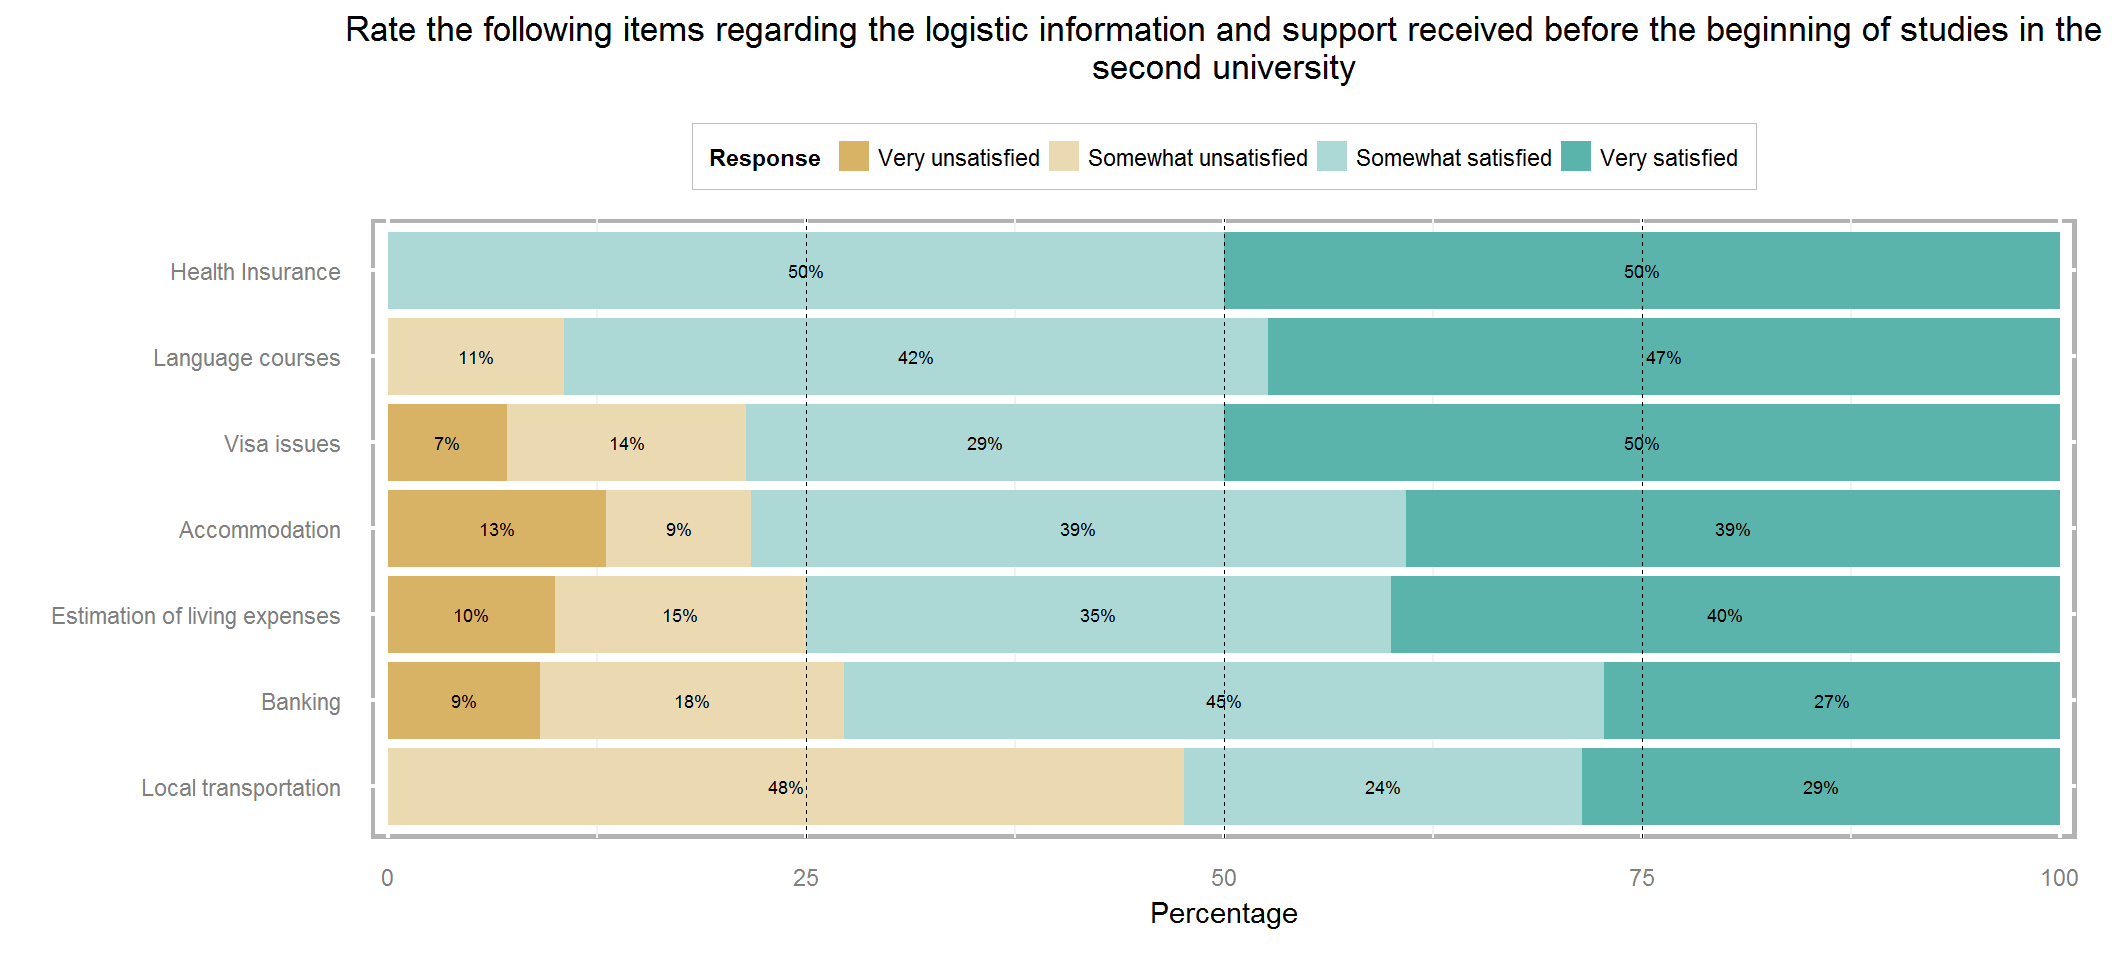 Rate the following items regarding the logistic information and support received before the beginning of studies in the
second university
Response Very unsatisfied Somewhat unsatisfied Somewhat satisfied Very satisfied
Health Insurance 50% 50%
Language courses 11% 42% 47%
Visa issues 7% 14% 29% 50%
Accommodation 13% 9% 39% 39%
Estimation of living expenses 10% 15% 35% 40%
Banking 9% 18% 45% 27%
Local transportation 48% 24% 29%
0 25 50 75 100
Percentage